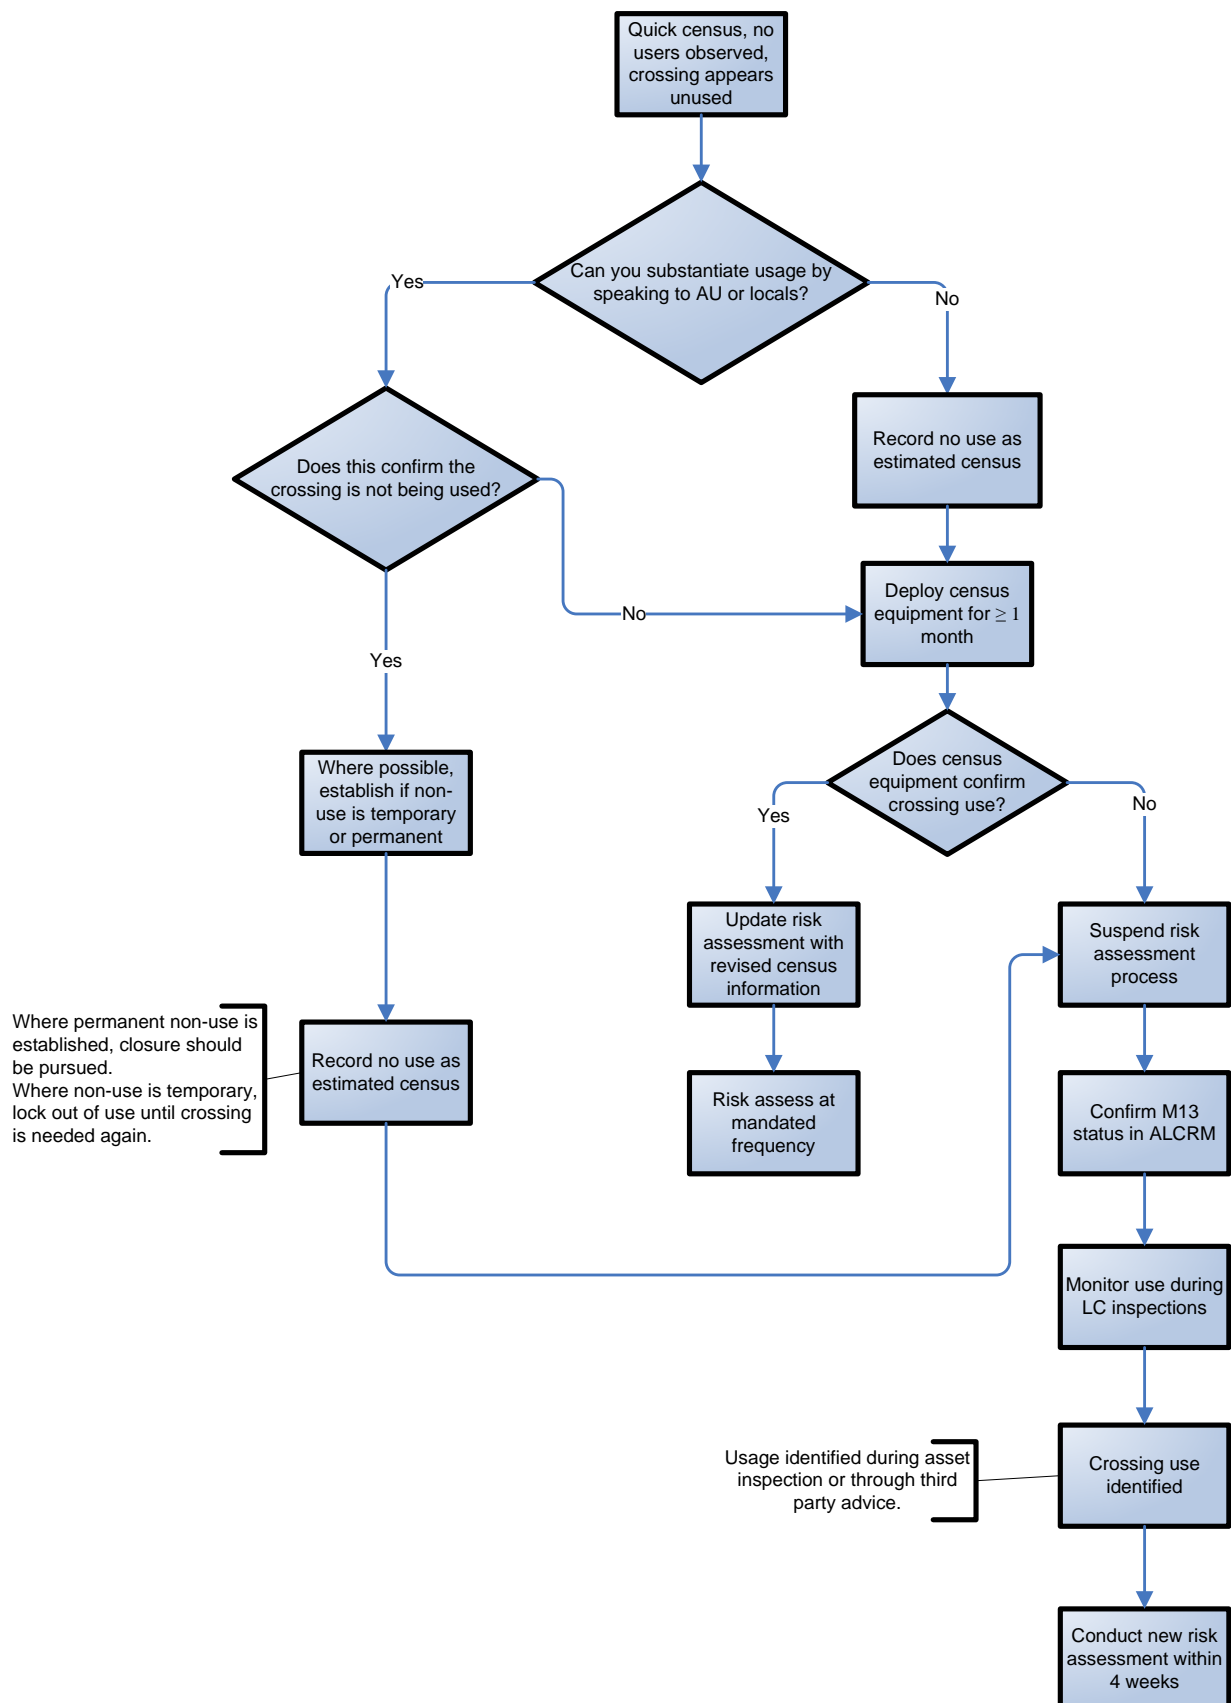 Quick census, no
users observed,
crossing appears
unused
Can you substantiate usage by
speaking to AU or locals?
Yes
No
Does this confirm the
crossing is not being used?
Record no use as
estimated census
No
Deploy census
equipment for ≥ 1
month
Yes
Where possible,
establish if non-
use is temporary
or permanent
Does census
equipment confirm
crossing use?
Yes
No
Update risk
assessment with
revised census
information
Suspend risk
assessment
process
Where permanent non-use is
established, closure should
be pursued.
Where non-use is temporary,
lock out of use until crossing
is needed again.
Record no use as
estimated census
Risk assess at
mandated
frequency
Confirm M13
status in ALCRM
Monitor use during
LC inspections
Usage identified during asset
inspection or through third
party advice.
Crossing use
identified
Conduct new risk
assessment within
4 weeks